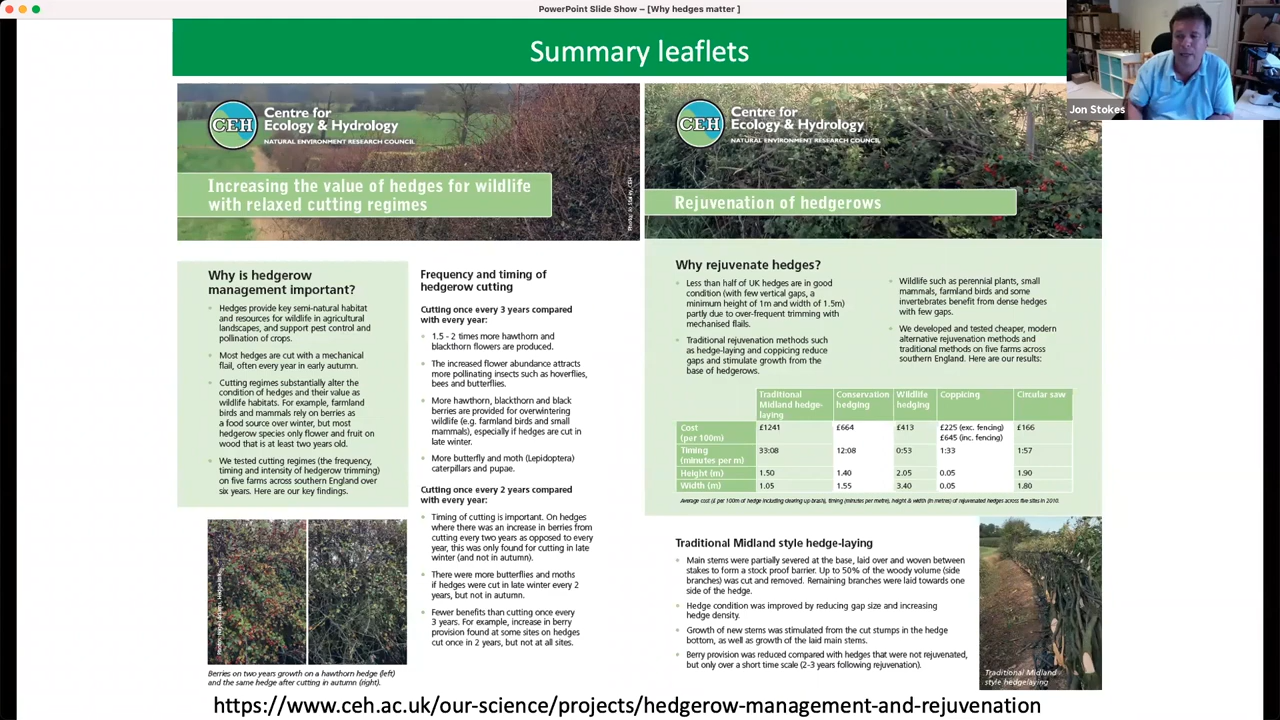 PowerPoint Slide Show – [Why hedges matter ]
Summary leaflets
Jon Stokes
CEH
Centre for
Ecology & Hydrology
NATURAL ENVIRONMENT RESEARCH COUNCIL
Increasing the value of hedges for wildlife
with relaxed cutting regimes
Why is hedgerow
management important?
Hedges provide key semi-natural habitat
and resources for wildlife in agricultural
landscapes, and support pest control and
pollination of crops.
Most hedges are cut with a mechanical
flail, often every year in early autumn.
Cutting regimes substantially alter the
condition of hedges and their value as
wildlife habitats. For example, farmland
birds and mammals rely on berries as
a food source over winter, but most
hedgerow species only flower and fruit on
wood that is at least two years old.
We tested cutting regimes (the frequency,
timing and intensity of hedgerow trimming)
on five farms across southern England over
six years. Here are our key findings.
Berries on two years growth on a hawthorn hedge (left)
and the same hedge after cutting in autumn (right).
Frequency and timing of
hedgerow cutting
Cutting once every 3 years compared
with every year:
1.5 - 2 times more hawthorn and
blackthorn flowers are produced.
The increased flower abundance attracts
more pollinating insects such as hoverflies,
bees and butterflies.
More hawthorn, blackthorn and black
berries are provided for overwintering
wildlife (e.g. farmland birds and small
mammals), especially if hedges are cut in
late winter.
More butterfly and moth (Lepidoptera)
caterpillars and pupae.
Cutting once every 2 years compared
with every year:
Timing of cutting is important. On hedges
where there was an increase in berries from
cutting every two years as opposed to every
year, this was only found for cutting in late
winter (and not in autumn).
There were more butterflies and moths
if hedges were cut in late winter every 2
years, but not in autumn.
Fewer benefits than cutting once every
3 years. For example, increase in berry
provision found at some sites on hedges
cut once in 2 years, but not at all sites.
CEH
Centre for
Ecology & Hydrology
NATURAL ENVIRONMENT RESEARCH COUNCIL
Rejuvenation of hedgerows
Why rejuvenate hedges?
Less than half of UK hedges are in good
condition (with few vertical gaps, a
minimum height of 1m and width of 1.5m)
partly due to over-frequent trimming with
mechanised flails.
Traditional rejuvenation methods such
as hedge-laying and coppicing reduce
gaps and stimulate growth from the
base of hedgerows.
Wildlife such as perennial plants, small
mammals, farmland birds and some
invertebrates benefit from dense hedges
with few gaps.
We developed and tested cheaper, modern
alternative rejuvenation methods and
traditional methods on five farms across
southern England. Here are our results:
Traditional Midland hedge-laying Conservation hedging Wildlife hedging Coppicing Circular saw
Cost (per 100m) £1241 £664 £413 £225 (exc. fencing) £645 (inc. fencing) £166
Timing (minutes per m) 33:08 12:08 0:53 1:33 1:57
Height (m) 1.50 1.40 2.05 0.05 1.90
Width (m) 1.05 1.55 3.40 0.05 1.80
Average cost (£ per 100m of hedge including clearing up brash), timing (minutes per metre), height & width (in metres) of rejuvenated hedges across five sites in 2010.
Traditional Midland style hedge-laying
Main stems were partially severed at the base, laid over and woven between
stakes to form a stock proof barrier. Up to 50% of the woody volume (side
branches) was cut and removed. Remaining branches were laid towards one
side of the hedge.
Hedge condition was improved by reducing gap size and increasing
hedge density.
Growth of new stems was stimulated from the cut stumps in the hedge
bottom, as well as growth of the laid main stems.
Berry provision was reduced compared with hedges that were not rejuvenated,
but only over a short time scale (2-3 years following rejuvenation).
Traditional Midland
style hedgelaying
https://www.ceh.ac.uk/our-science/projects/hedgerow-management-and-rejuvenation